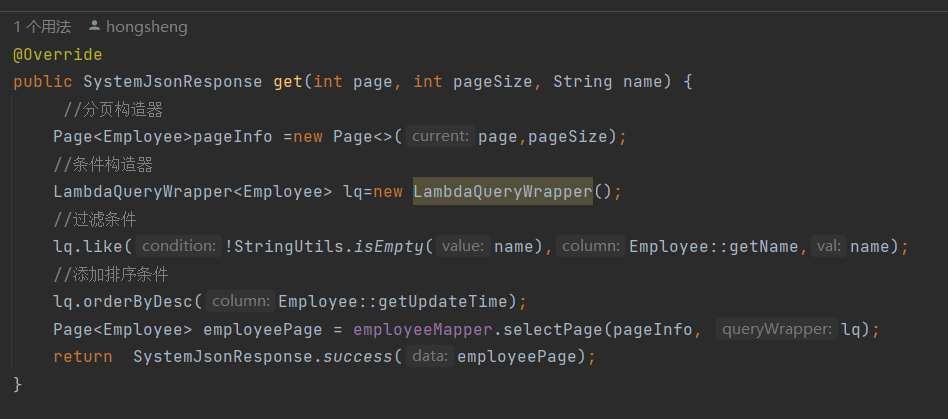 1 个用法 hongsheng
@Override
public SystemJsonResponse get(int page, int pageSize, String name) {
//分页构造器
Page<Employee>pageInfo =new Page<>( current: page,pageSize);
//条件构造器
LambdaQueryWrapper<Employee> lq=new LambdaQueryWrapper();
//过滤条件
lq.like( condition: !StringUtils.isEmpty( value: name), column: Employee::getName, val: name);
//添加排序条件
lq.orderByDesc( column: Employee::getUpdateTime);
Page<Employee> employeePage = employeeMapper.selectPage(pageInfo, queryWrapper: lq);
return  SystemJsonResponse.success( data: employeePage);
}